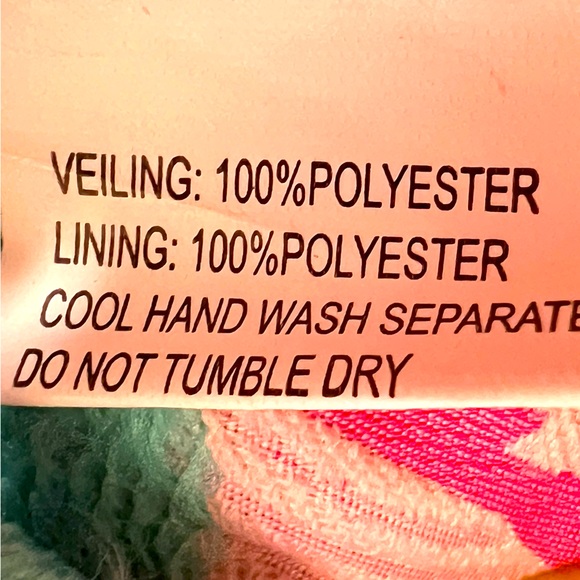 VEILING: 100%POLYESTER
LINING: 100%POLYESTER
COOL HAND WASH SEPARATE
DO NOT TUMBLE DRY